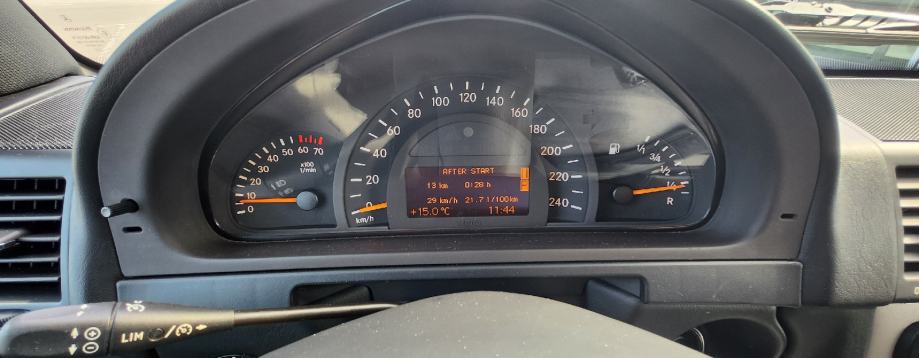 50 60 70
40
30
20
10
0
x100
1/min
0 20 40 60 80 100 120 140 160 180 200 220 240
km/h
AFTER START
13 km 0:28 h
29 km/h 21.7 l/100km
+15.0°C 11:44
1/1
3/4
1/2
1/4
R
LIM